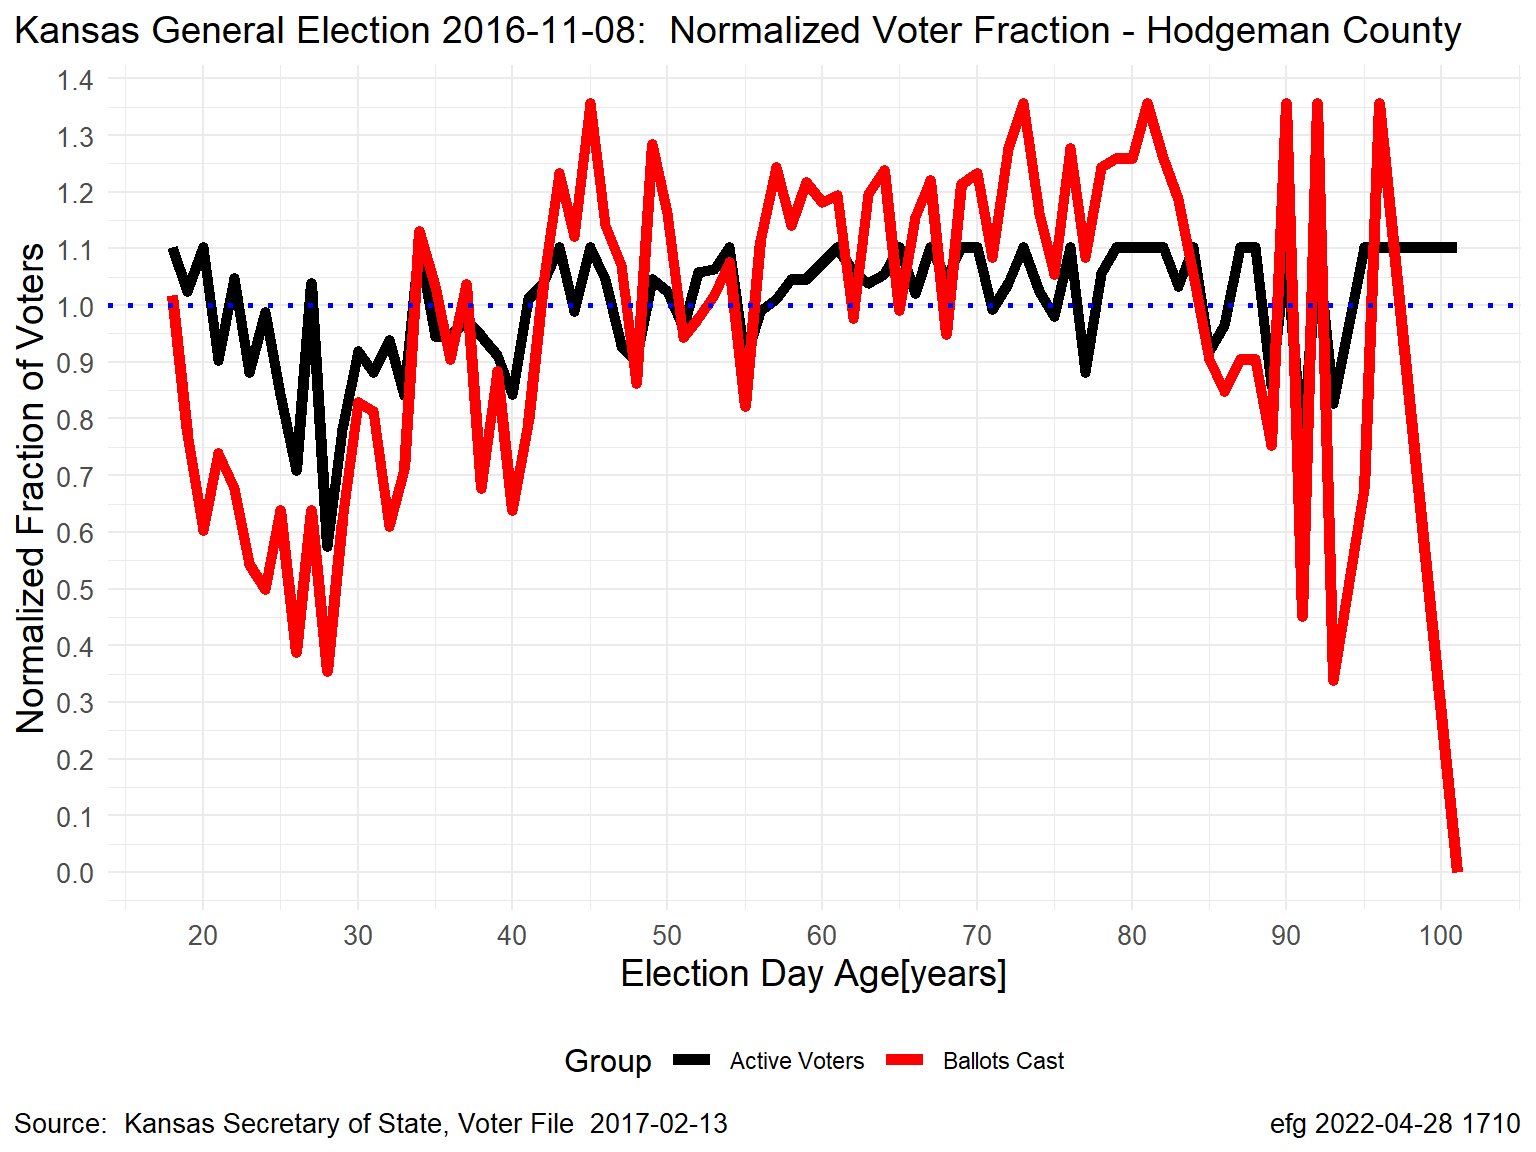 Kansas General Election 2016-11-08:  Normalized Voter Fraction - Hodgeman County
Normalized Fraction of Voters
1.4
1.3
1.2
1.1
1.0
0.9
0.8
0.7
0.6
0.5
0.4
0.3
0.2
0.1
0.0
20 30 40 50 60 70 80 90 100
Election Day Age[years]
Group Active Voters Ballots Cast
Source:  Kansas Secretary of State, Voter File  2017-02-13
efg 2022-04-28 1710